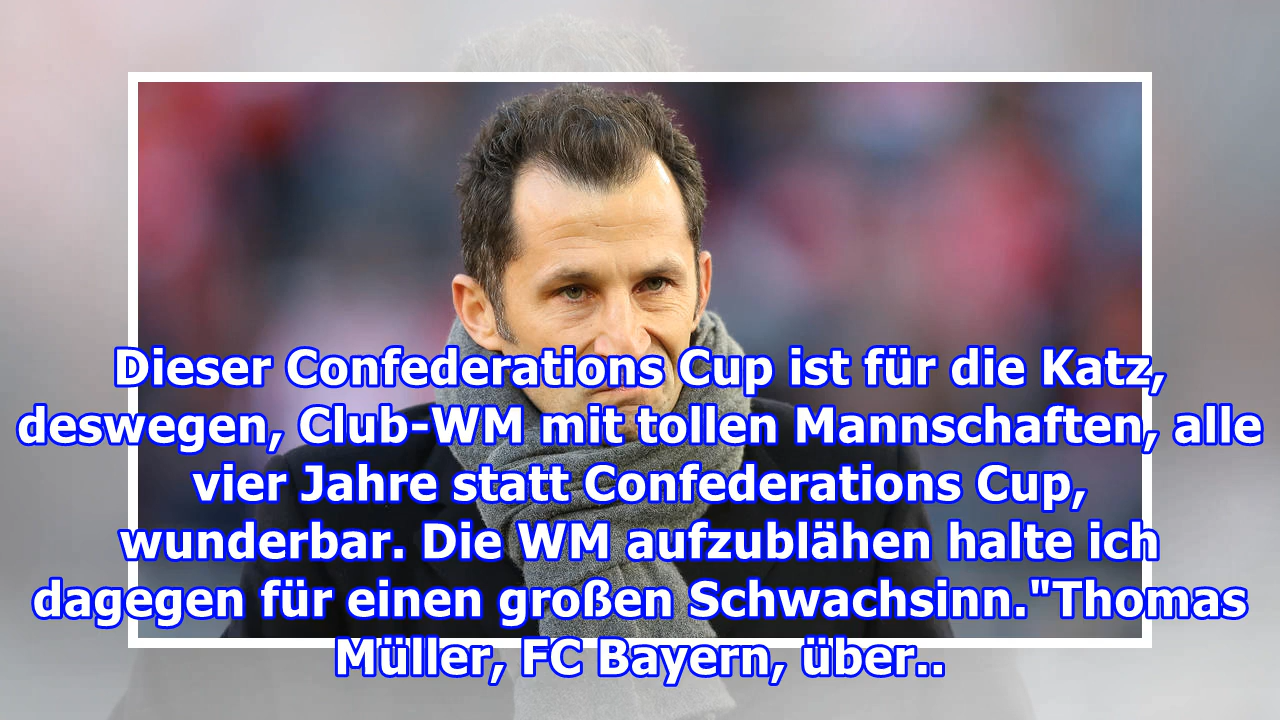 Dieser Confederations Cup ist für die Katz,
deswegen, Club-WM mit tollen Mannschaften, alle
vier Jahre statt Confederations Cup,
wunderbar. Die WM aufzublähen halte ich
dagegen für einen großen Schwachsinn."Thomas
Müller, FC Bayern, über..